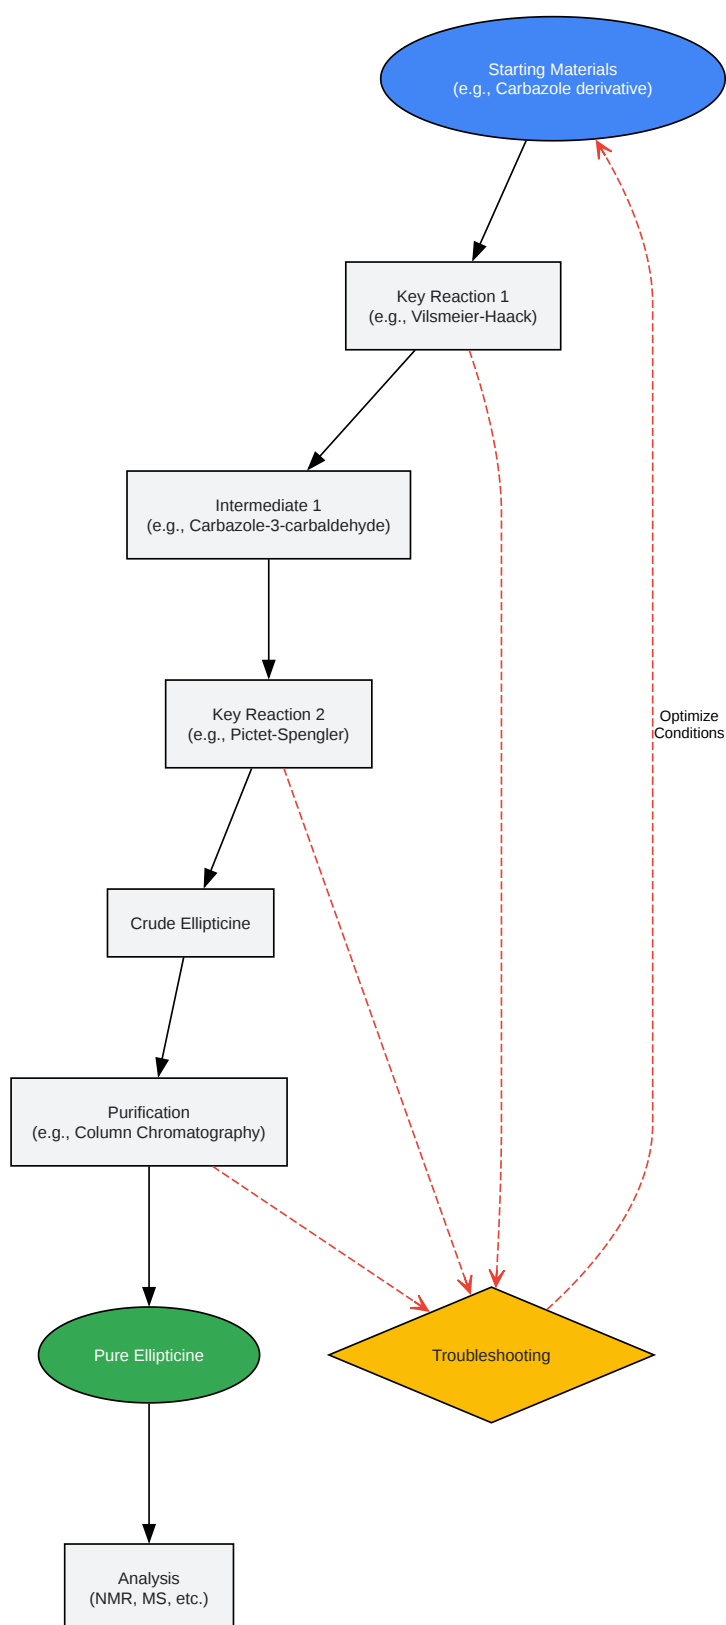 Starting Materials
(e.g., Carbazole derivative)
Key Reaction 1
(e.g., Vilsmeier-Haack)
Intermediate 1
(e.g., Carbazole-3-carbaldehyde)
Key Reaction 2
(e.g., Pictet-Spengler)
Optimize
Conditions
Crude Ellipticine
Purification
(e.g., Column Chromatography)
Pure Ellipticine
Troubleshooting
Analysis
(NMR, MS, etc.)